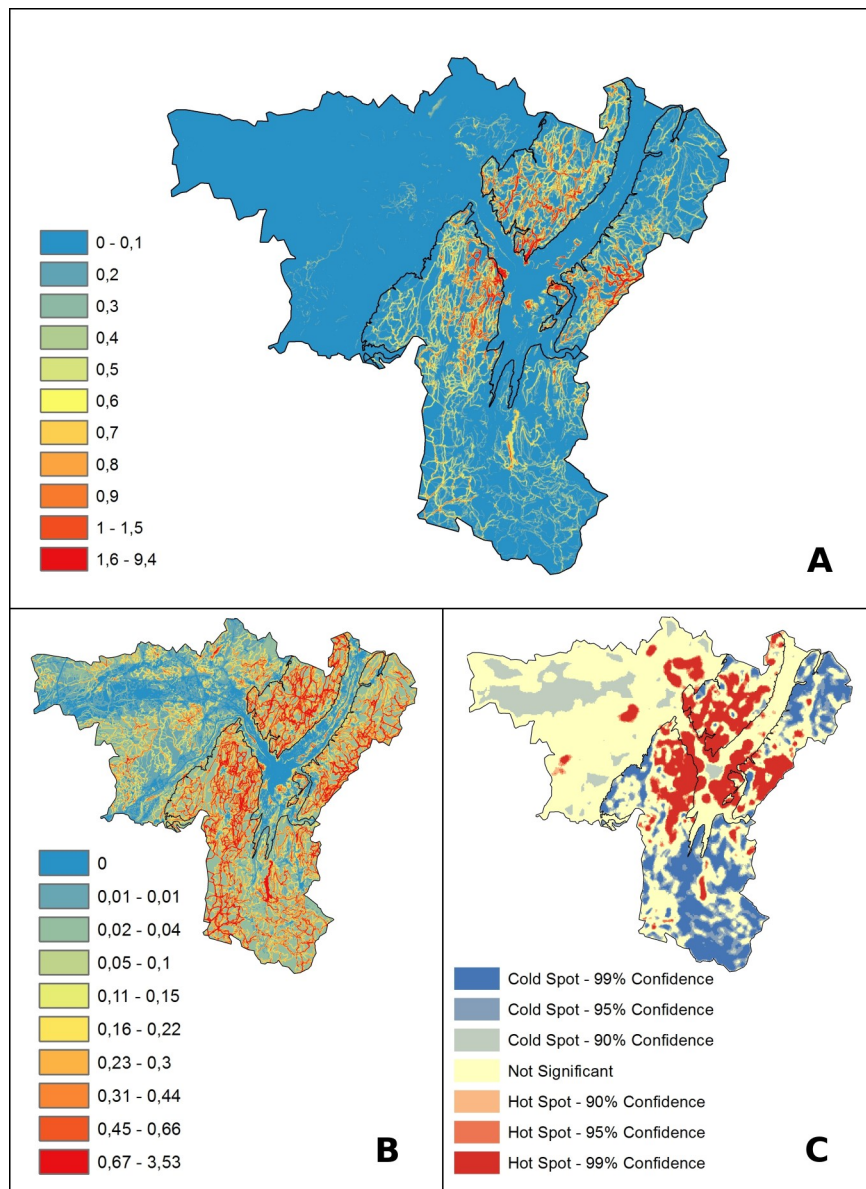 0 - 0,1
0,2
0,3
0,4
0,5
0,6
0,7
0,8
0,9
1 - 1,5
1,6 - 9,4
A
0
0,01 - 0,01
0,02 - 0,04
0,05 - 0,1
0,11 - 0,15
0,16 - 0,22
0,23 - 0,3
0,31 - 0,44
0,45 - 0,66
0,67 - 3,53
B
Cold Spot - 99% Confidence
Cold Spot - 95% Confidence
Cold Spot - 90% Confidence
Not Significant
Hot Spot - 90% Confidence
Hot Spot - 95% Confidence
Hot Spot - 99% Confidence
C